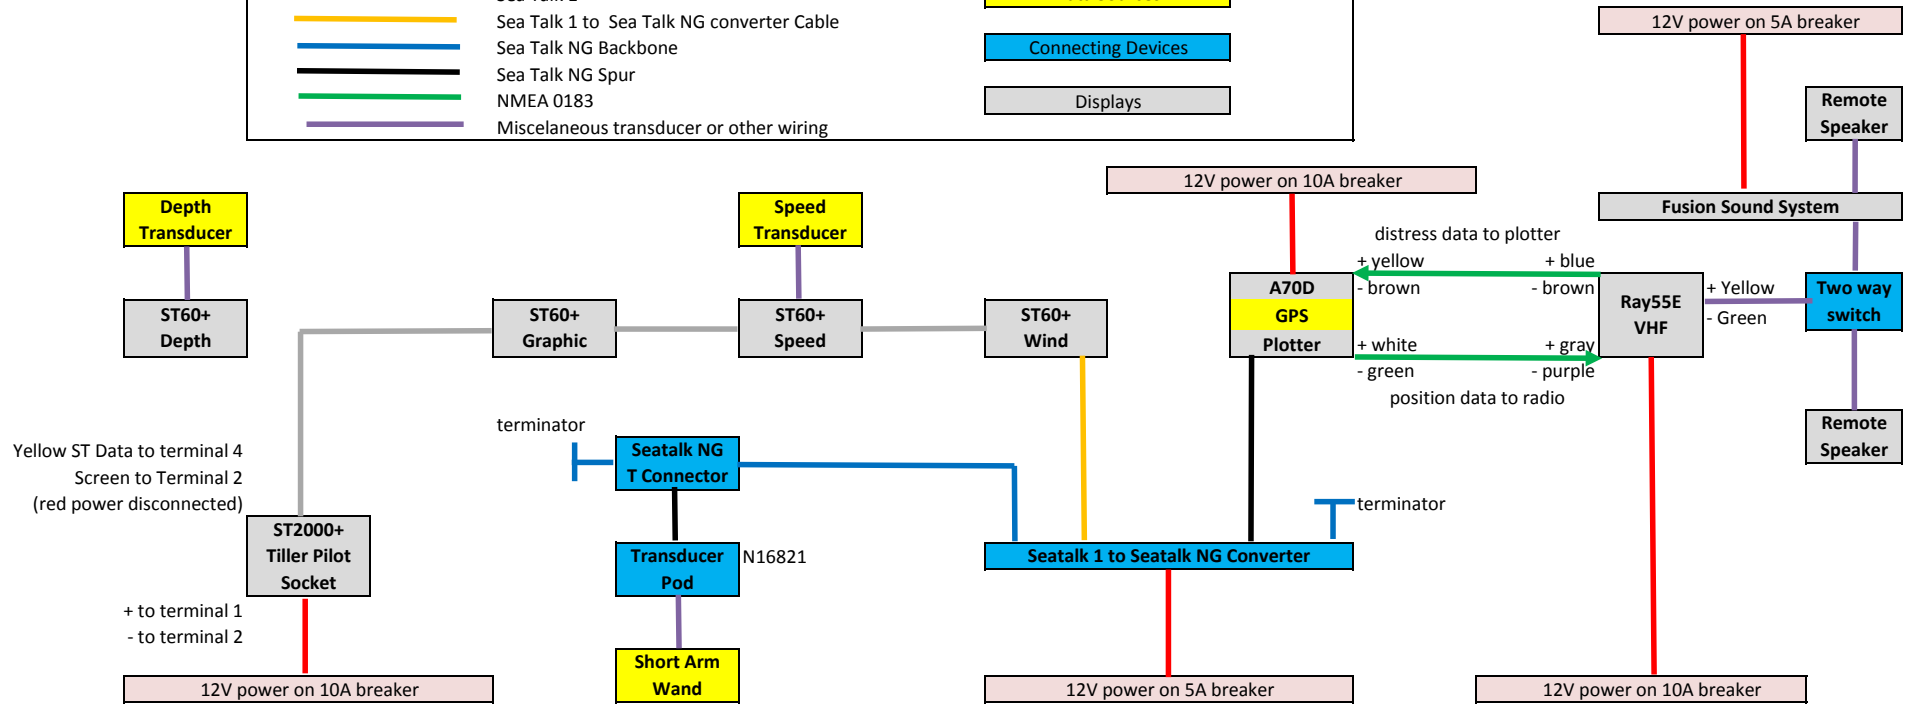 Sea Talk 1 to Sea Talk NG converter Cable
Sea Talk NG Backbone
Sea Talk NG Spur
NMEA 0183
Miscelaneous transducer or other wiring
Connecting Devices
Displays
12V power on 5A breaker
Remote
Speaker
12V power on 10A breaker
Depth
Transducer
Speed
Transducer
Fusion Sound System
distress data to plotter
+ yellow
- brown
+ blue
- brown
ST60+
Depth
ST60+
Graphic
ST60+
Speed
ST60+
Wind
A70D
GPS
Plotter
Ray55E
VHF
+ Yellow
- Green
Two way
switch
+ white
- green
+ gray
- purple
position data to radio
Remote
Speaker
terminator
Yellow ST Data to terminal 4
Screen to Terminal 2
(red power disconnected)
Seatalk NG
T Connector
terminator
ST2000+
Tiller Pilot
Socket
Transducer
Pod
N16821
Seatalk 1 to Seatalk NG Converter
+ to terminal 1
- to terminal 2
Short Arm
Wand
12V power on 10A breaker
12V power on 5A breaker
12V power on 10A breaker